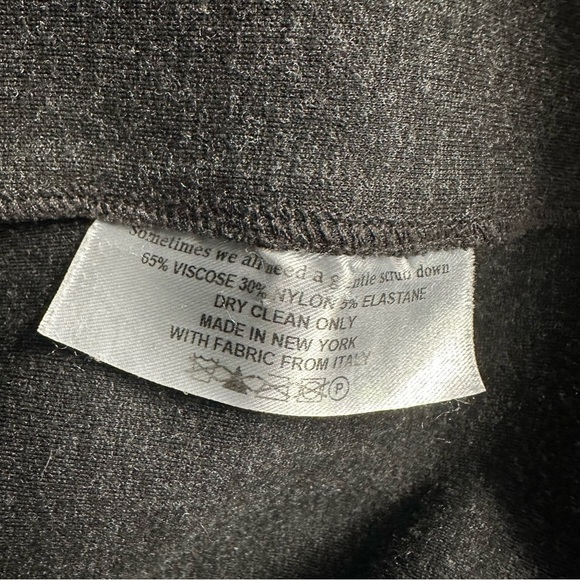 Sometimes we all need a gentle scrub down
65% VISCOSE 30% NYLON 5% ELASTANE
DRY CLEAN ONLY
MADE IN NEW YORK
WITH FABRIC FROM ITALY
P